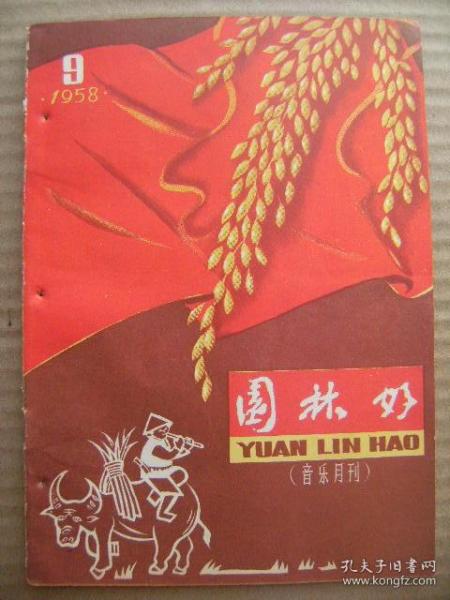 9
·1958·
园林好
YUAN LIN HAO
（音乐月刊）
孔夫子旧书网
www.kongfz.com